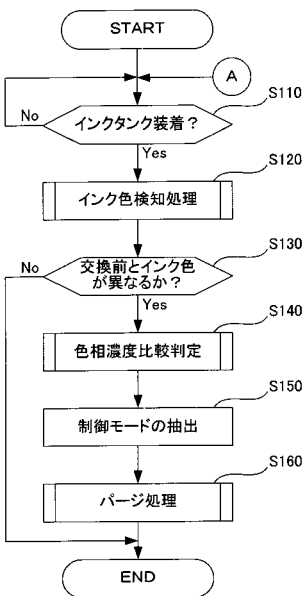 START
A
S110
インクタンク装着？
No
Yes
S120
インク色検知処理
S130
No
交換前とインク色
が異なるか？
Yes
S140
色相濃度比較判定
S150
制御モードの抽出
S160
パージ処理
END